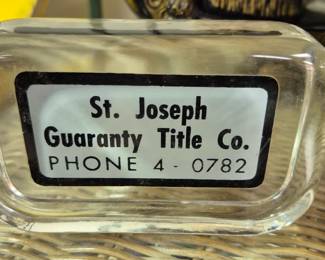 St. Joseph
Guaranty Title Co.
PHONE 4 - 0782